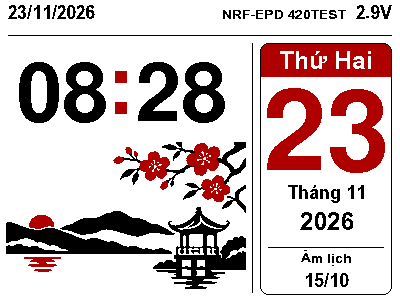 23/11/2026
NRF-EPD 420TEST 2.9V
08:28
Thứ Hai
23
Tháng 11
2026
Âm lịch
15/10